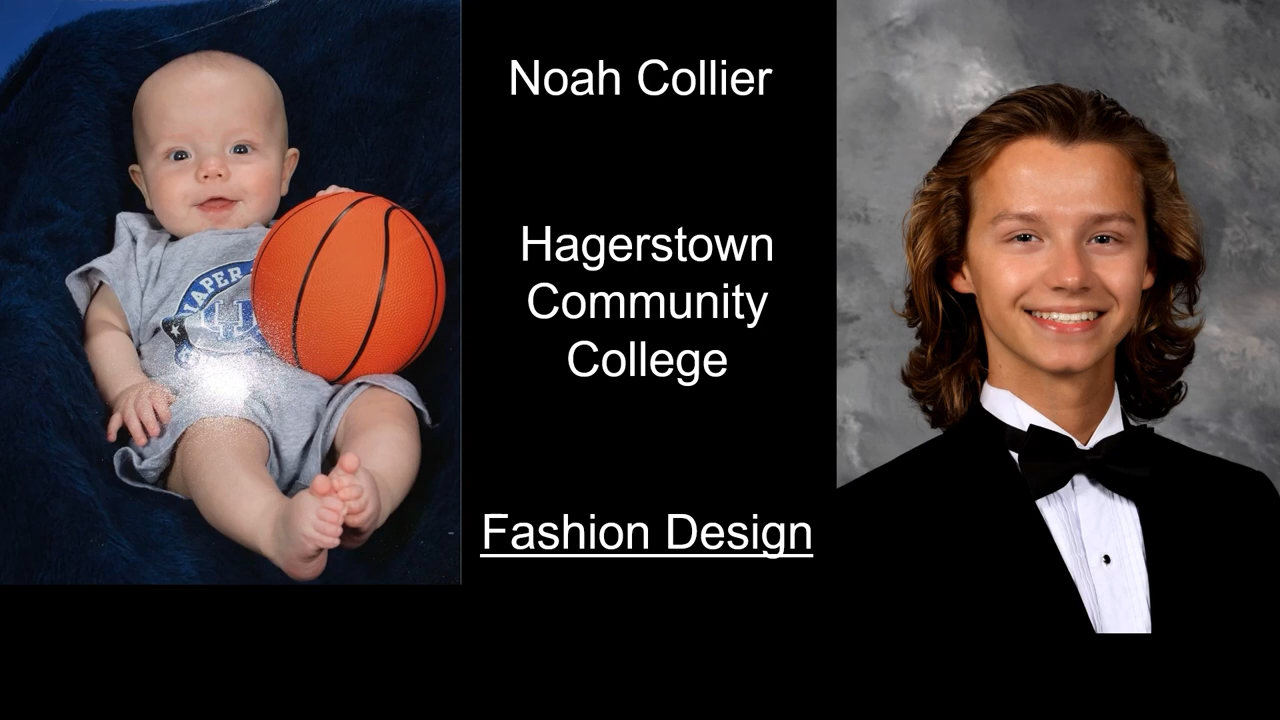 Noah Collier
Hagerstown
Community
College
Fashion Design